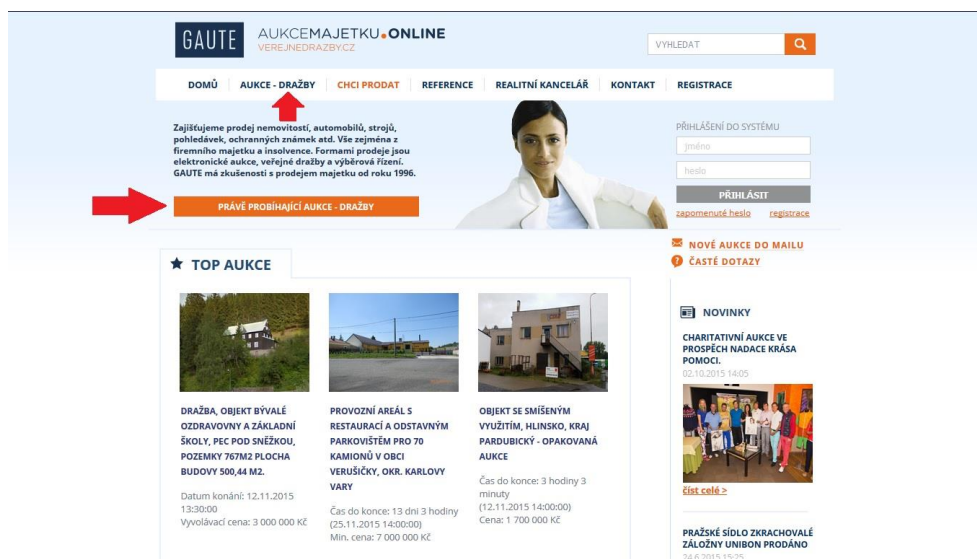 GAUTE
AUKCEMAJETKU.ONLINE
VEREJNEDRAZBY.CZ
VYHLEDAT
DOMŮ
AUKCE - DRAŽBY
CHCI PRODAT
REFERENCE
REALITNÍ KANCELÁŘ
KONTAKT
REGISTRACE
Zajišťujeme prodej nemovitostí, automobilů, strojů,
pohledávek, ochranných známek atd. Vše zejména z
firemního majetku a insolvence. Formami prodeje jsou
elektronické aukce, veřejné dražby a výběrová řízení.
GAUTE má zkušenosti s prodejem majetku od roku 1996.
PRÁVĚ PROBÍHAJÍCÍ AUKCE - DRAŽBY
PŘIHLÁŠENÍ DO SYSTÉMU
jméno
heslo
PŘIHLÁSIT
zapomenuté heslo
registrace
NOVÉ AUKCE DO MAILU
ČASTÉ DOTAZY
TOP AUKCE
DRAŽBA, OBJEKT BÝVALÉ
OZDRAVOVNY A ZÁKLADNÍ
ŠKOLY, PEC POD SNĚŽKOU,
POZEMKY 767M2 PLOCHA
BUDOVY 500,44 M2.
Datum konání: 12.11.2015
13:30:00
Vyvolávací cena: 3 000 000 Kč
PROVOZNÍ AREÁL S
RESTAURACÍ A ODSTAVNÝM
PARKOVIŠTĚM PRO 70
KAMIONŮ V OBCI
VERUŠIČKY, OKR. KARLOVY
VARY
Čas do konce: 13 dni 3 hodiny
(25.11.2015 14:00:00)
Min. cena: 7 000 000 Kč
OBJEKT SE SMÍŠENÝM
VYUŽITÍM, HLINSKO, KRAJ
PARDUBICKÝ - OPAKOVANÁ
AUKCE
Čas do konce: 3 hodiny 3
minuty
(12.11.2015 14:00:00)
Cena: 1 700 000 Kč
NOVINKY
CHARITATIVNÍ AUKCE VE
PROSPĚCH NADACE KRÁSA
POMOCI.
02.10.2015 14:05
číst celé >
PRAŽSKÉ SÍDLO ZKRACHOVALÉ
ZÁLOŽNY UNIBON PRODÁNO
24.6.2015 15:25